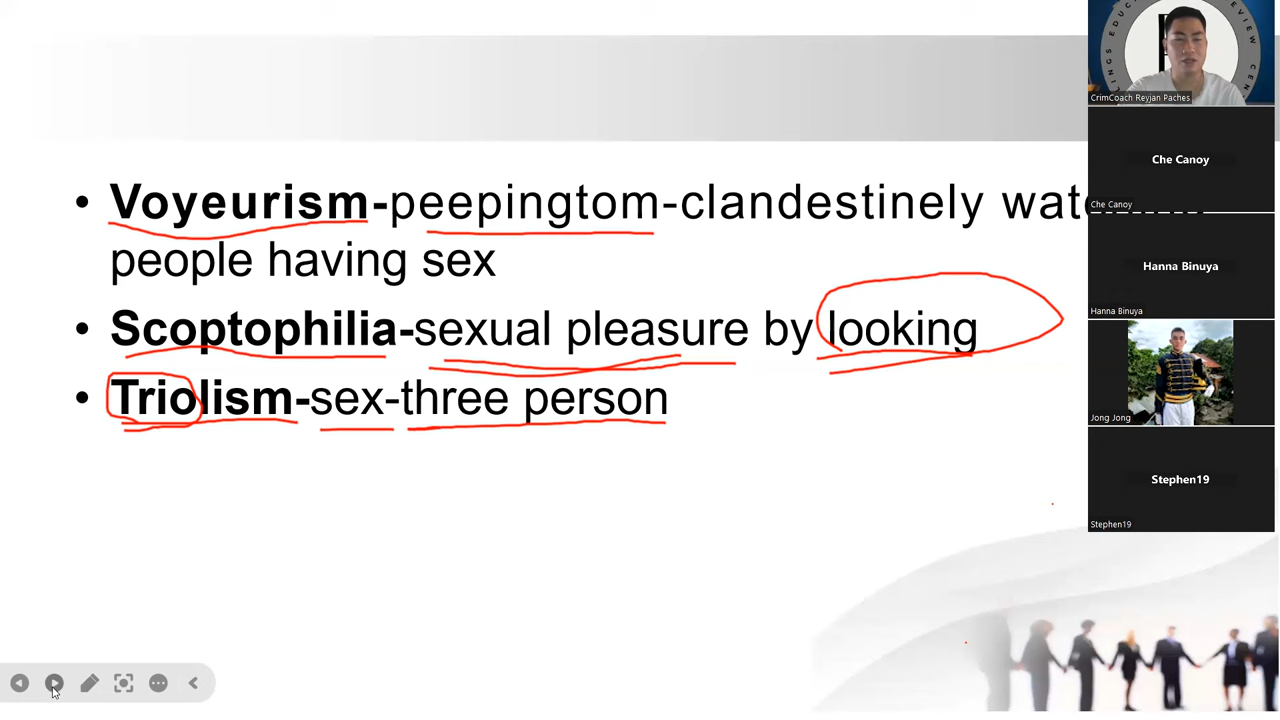 • Voyeurism-peepingtom-clandestinely
people having sex
• Scoptophilia-sexual pleasure by looking
• Triolism-sex-three person
CrimCoach Reyjan Paches
Che Canoy
Che Canoy
Hanna Binuya
Hanna Binuya
Jong Jong
Stephen19
Stephen19